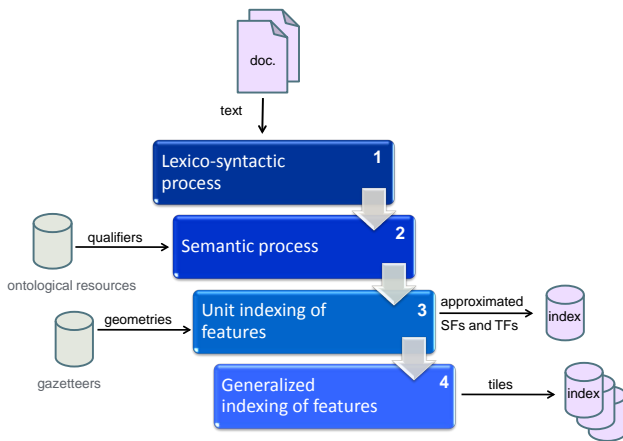 doc.
text
Lexico-syntactic
process
1
qualifiers
Semantic process
2
ontological resources
geometries
Unit indexing of
features
3
approximated
SFs and TFs
index
gazetteers
Generalized
indexing of features
4
tiles
index